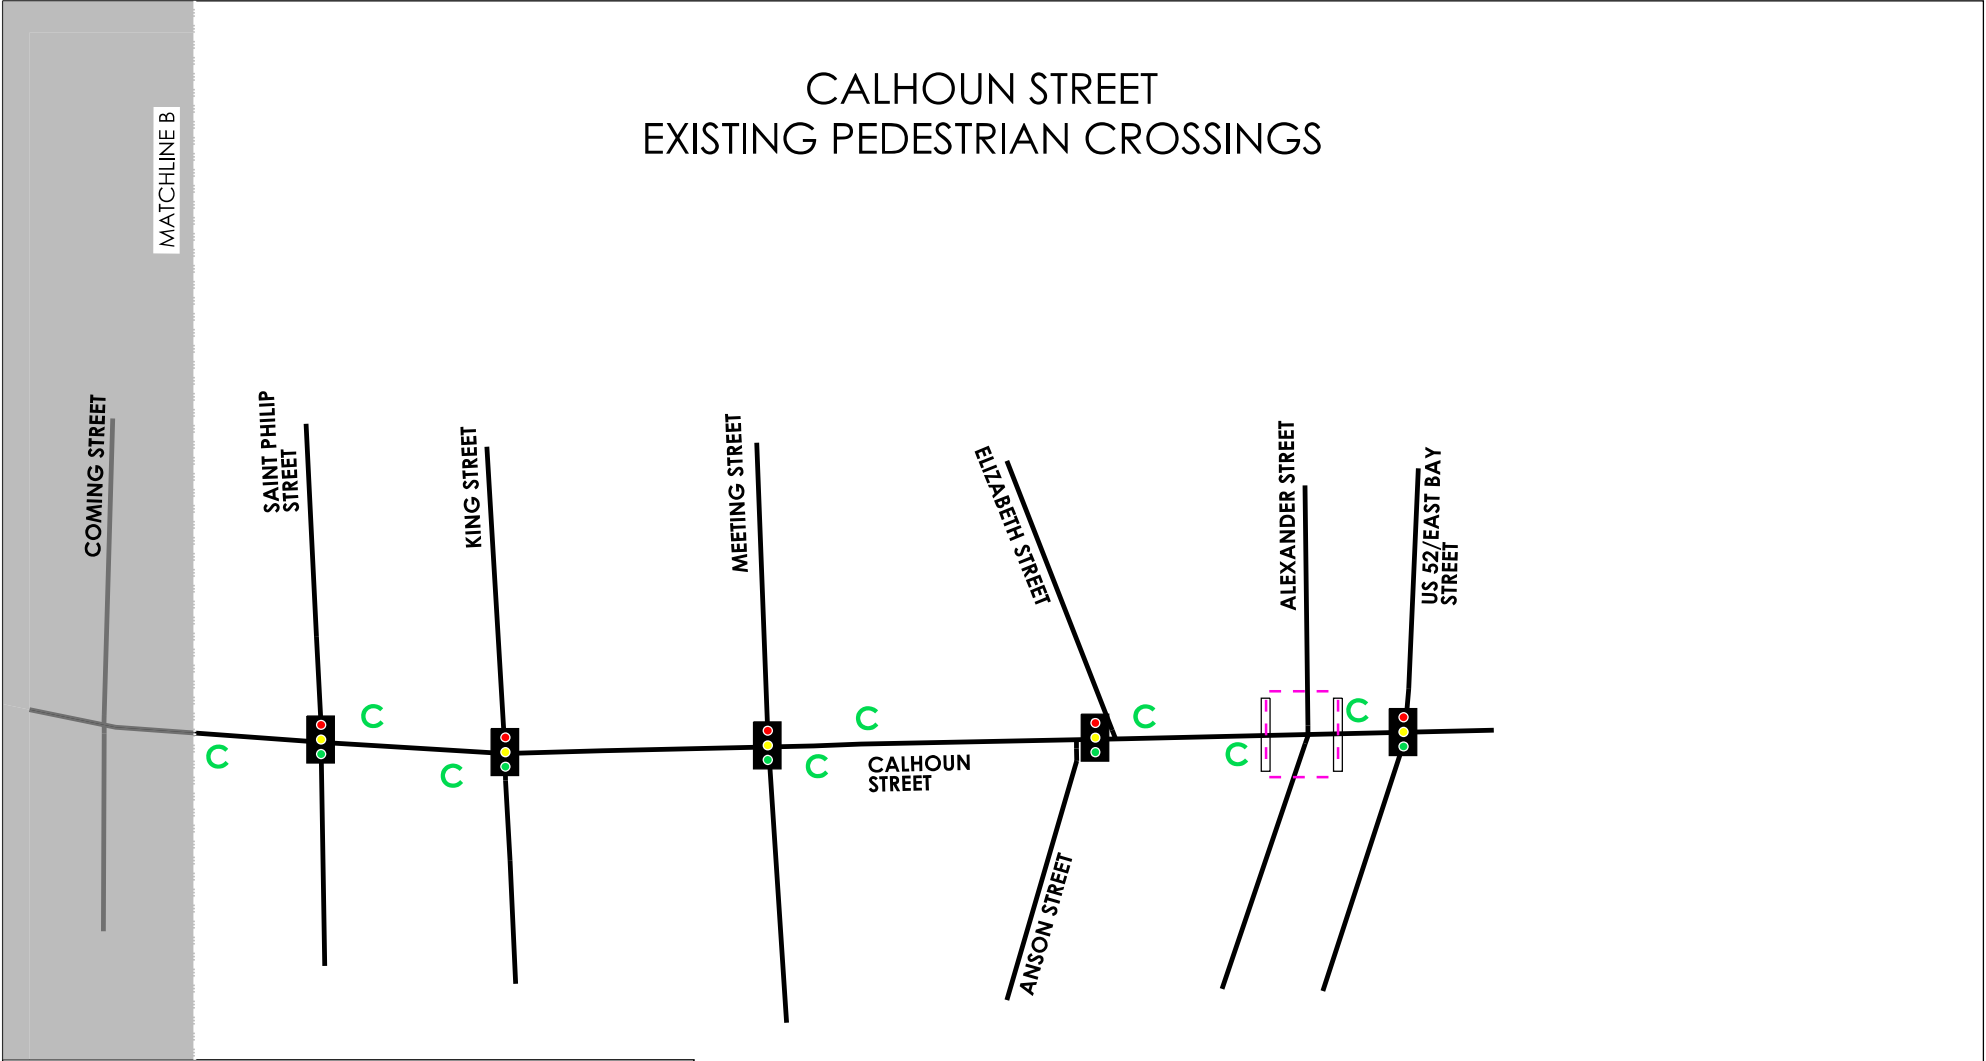 CALHOUN STREET
EXISTING PEDESTRIAN CROSSINGS
MATCHLINE B
COMING STREET
SAINT PHILIP
STREET
KING STREET
MEETING STREET
ELIZABETH STREET
ALEXANDER STREET
US 52/EAST BAY
STREET
C
C
C
C
C
C
C
C
CALHOUN
STREET
ANSON STREET